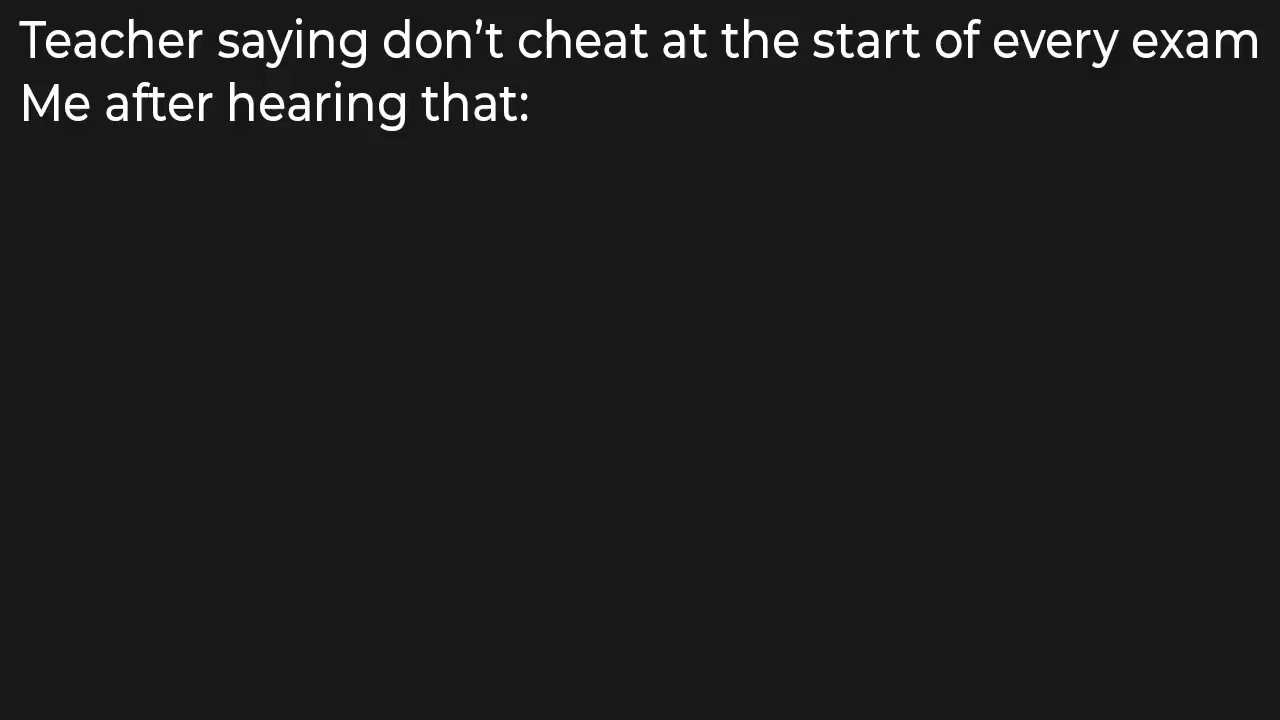 Teacher saying don’t cheat at the start of every exam
Me after hearing that: